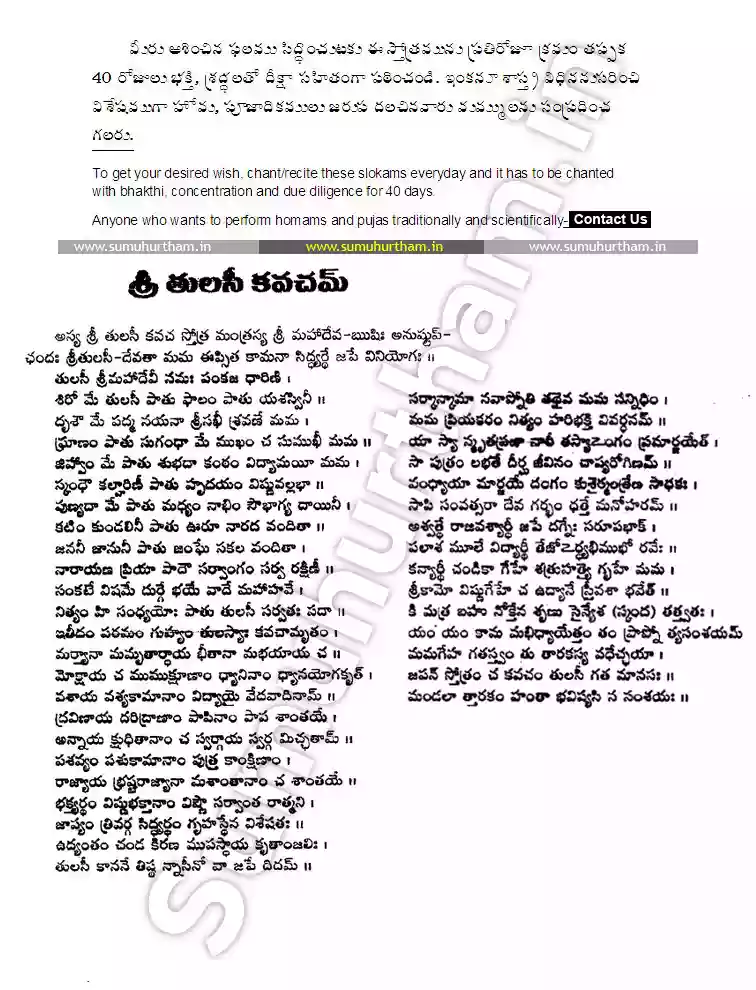 మీరు ఆశించిన ఫలము సిద్ధించుటకు ఈ స్తోత్రమును ప్రతిరోజూ క్రమం తప్పక
40 రోజులు భక్తి, శ్రద్ధలతో దీక్షా సహితంగా పఠించండి. ఇంకనూ శాస్త్ర విధిననుసరించి
విశేషముగా హోమ, పూజాదికములు జరుప దలచినవారు మమ్ములను సంప్రదించ
గలరు.
To get your desired wish, chant/recite these slokams everyday and it has to be chanted
with bhakthi, concentration and due diligence for 40 days.
Anyone who wants to perform homams and pujas traditionally and scientifically- Contact Us
www.sumuhurtham.in www.sumuhurtham.in www.sumuhurtham.in
శ్రీ తులసీ కవచమ్
అస్య శ్రీ తులసీ కవచ స్తోత్ర మంత్రస్య శ్రీ మహాదేవ-ఋషిః అనుష్టుప్-
ఛందః శ్రీతులసీ-దేవతా మమ ఈప్సిత కామనా సిద్ధ్యర్థే జపే వినియోగః ॥
తులసీ శ్రీమహాదేవీ నమః పంకజ ధారిణి ।
శిరో మే తులసీ పాతు ఫాలం పాతు యశస్వినీ ॥
దృశౌ మే పద్మ నయనా శ్రీసఖీ శ్రవణే మమ ।
ఘ్రాణం పాతు సుగంధా మే ముఖం చ సుముఖీ మమ ॥
జిహ్వాం మే పాతు శుభదా కంఠం విద్యామయీ మమ ।
స్కంధౌ కల్హారిణీ పాతు హృదయం విష్ణువల్లభా ॥
పుణ్యదా మే పాతు మధ్యం నాభిం సౌభాగ్య దాయినీ ।
కటిం కుండలినీ పాతు ఊరూ నారద వందితా ॥
జననీ జానునీ పాతు జంఘే సకల వందితా ।
నారాయణ ప్రియా పాదౌ సర్వాంగం సర్వ రక్షిణీ ॥
సంకటే విషమే దుర్గే భయే వాదే మహాహవే ।
నిత్యం హి సంధ్యయోః పాతు తులసీ సర్వతః సదా ॥
ఇతీదం పరమం గుహ్యం తులస్యాః కవచామృతం ।
మర్త్యానా మమృతార్థాయ భీతానా మభయాయ చ ॥
మోక్షాయ చ ముముక్షూణాం ధ్యానినాం ధ్యానయోగకృత్ ।
వశాయ వశ్యకామానాం విద్యాయై వేదవాదినామ్ ॥
ద్రవిణాయ దరిద్రాణాం పాపినాం పాప శాంతయే ।
అన్నాయ క్షుధితానాం చ స్వర్గాయ స్వర్గ మిచ్ఛతామ్ ॥
పశవ్యం పశుకామానాం పుత్ర కాంక్షిణాం ।
రాజ్యాయ భ్రష్టరాజ్యానా మశాంతానాం చ శాంతయే ॥
భక్త్యర్థం విష్ణుభక్తానాం విష్ణౌ సర్వాంత రాత్మని ।
జాప్యం త్రివర్గ సిద్ధ్యర్థం గృహస్థేన విశేషతః ॥
ఉద్యంతం చండ కిరణ ముపస్థాయ కృతాంజలిః ।
తులసీ కాననే తిష్ఠ న్నాసీనో వా జపే దిదమ్ ॥
సర్వాన్కామా నవాప్నోతి తథైవ మమ సన్నిధిం ।
మమ ప్రియకరం నిత్యం హరిభక్తి వివర్ధనమ్ ॥
యా స్యా న్మృతప్రజా నారీ తస్యాఽంగం ప్రమార్జయేత్ ।
సా పుత్రం లభతే దీర్ఘ జీవినం చాప్యరోగిణమ్ ॥
వంధ్యాయా మార్జయే దంగం కుశైర్మంత్రేణ సాధకః ।
సాపి సంవత్సరా దేవ గర్భం ధత్తే మనోహరమ్ ॥
అశ్వత్థే రాజవశ్యార్థీ జపే దగ్నేః సరూపభాక్ ।
పలాశ మూలే విద్యార్థీ తేజోఽర్థ్యభిముఖో రవేః ॥
కన్యార్థీ చండికా గేహే శత్రుహత్యై గృహే మమ ।
శ్రీకామో విష్ణుగేహే చ ఉద్యానే స్త్రీవశా భవేత్ ॥
కి మత్ర బహు నోక్తేన శృణు సైన్యేశ (స్కంద) తత్త్వతః ।
యం యం కామ మభిధ్యాయేత్తం తం ప్రాప్నో త్యసంశయమ్
మమగేహ గతస్త్వం తు తారకస్య వధేచ్ఛయా ।
జపన్ స్తోత్రం చ కవచం తులసీ గత మానసః ॥
మండలా త్తారకం హంతా భవిష్యసి న సంశయః ॥
sumuhurtham.in